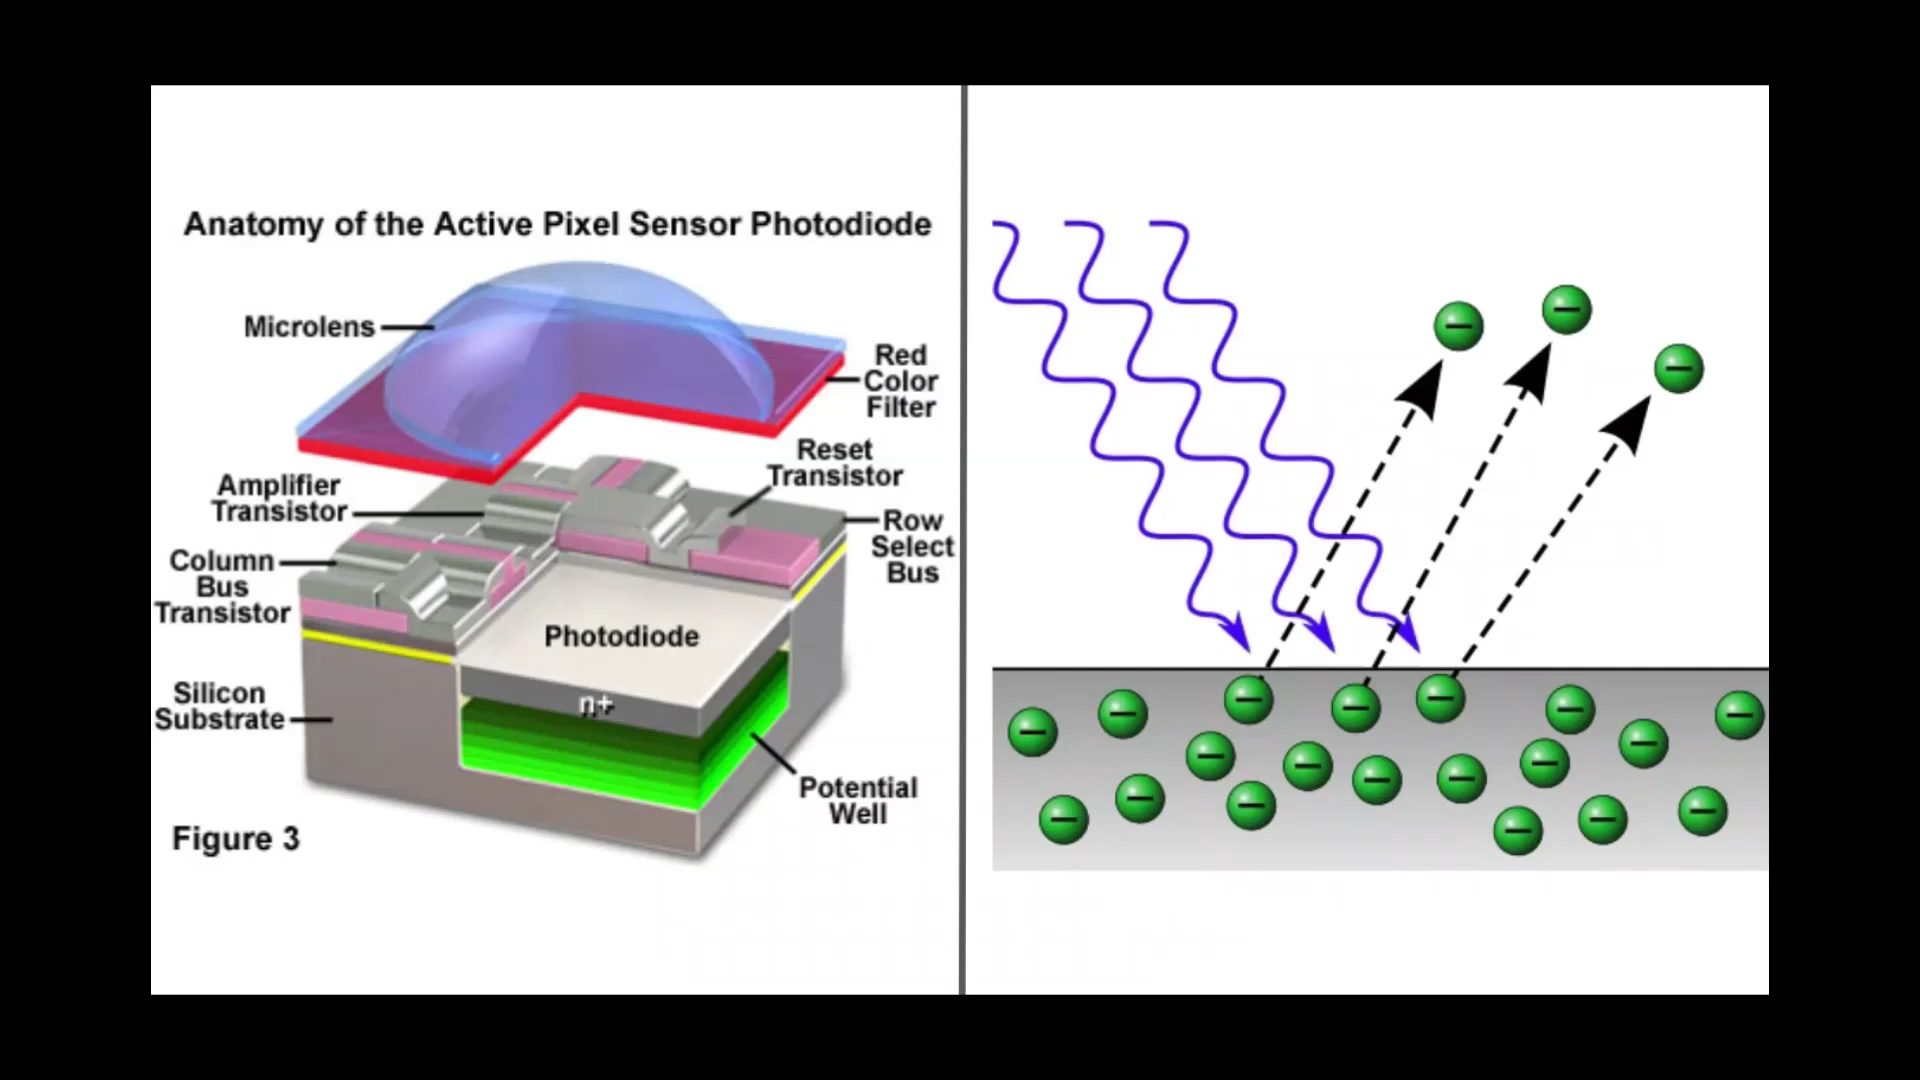 Anatomy of the Active Pixel Sensor Photodiode
Microlens
Red
Color
Filter
Reset
Transistor
Amplifier
Transistor
Row
Select
Bus
Column
Bus
Transistor
Photodiode
n+
Silicon
Substrate
Potential
Well
Figure 3